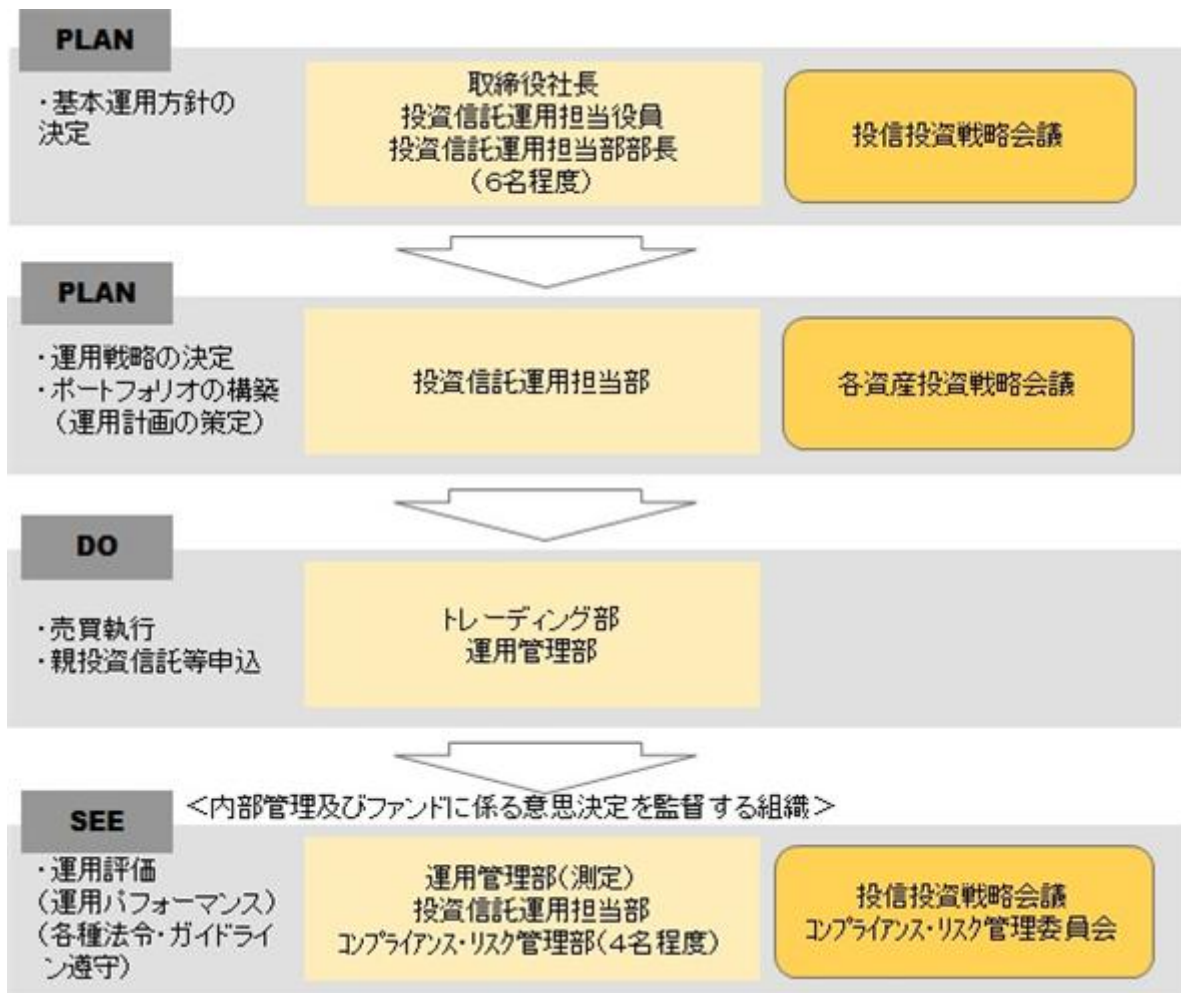 PLAN
・基本運用方針の
決定
取締役社長
投資信託運用担当役員
投資信託運用担当部部長
（６名程度）
投信投資戦略会議
PLAN
・運用戦略の決定
・ポートフォリオの構築
（運用計画の策定）
投資信託運用担当部
各資産投資戦略会議
DO
・売買執行
・親投資信託等申込
トレーディング部
運用管理部
SEE
＜内部管理及びファンドに係る意思決定を監督する組織＞
・運用評価
（運用パフォーマンス）
（各種法令・ガイドライ
ン遵守）
運用管理部（測定）
投資信託運用担当部
コンプライアンス・リスク管理部（４名程度）
投信投資戦略会議
コンプライアンス・リスク管理委員会